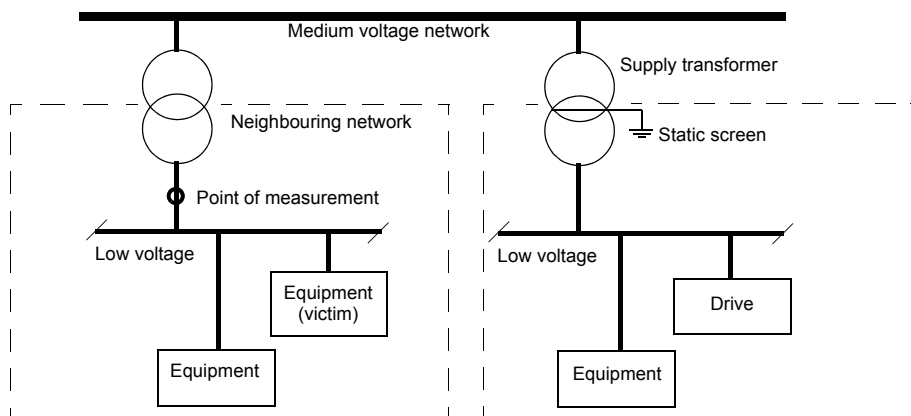 Medium voltage network
Supply transformer
Neighbouring network
Static screen
Point of measurement
Low voltage
Low voltage
Equipment
(victim)
Drive
Equipment
Equipment